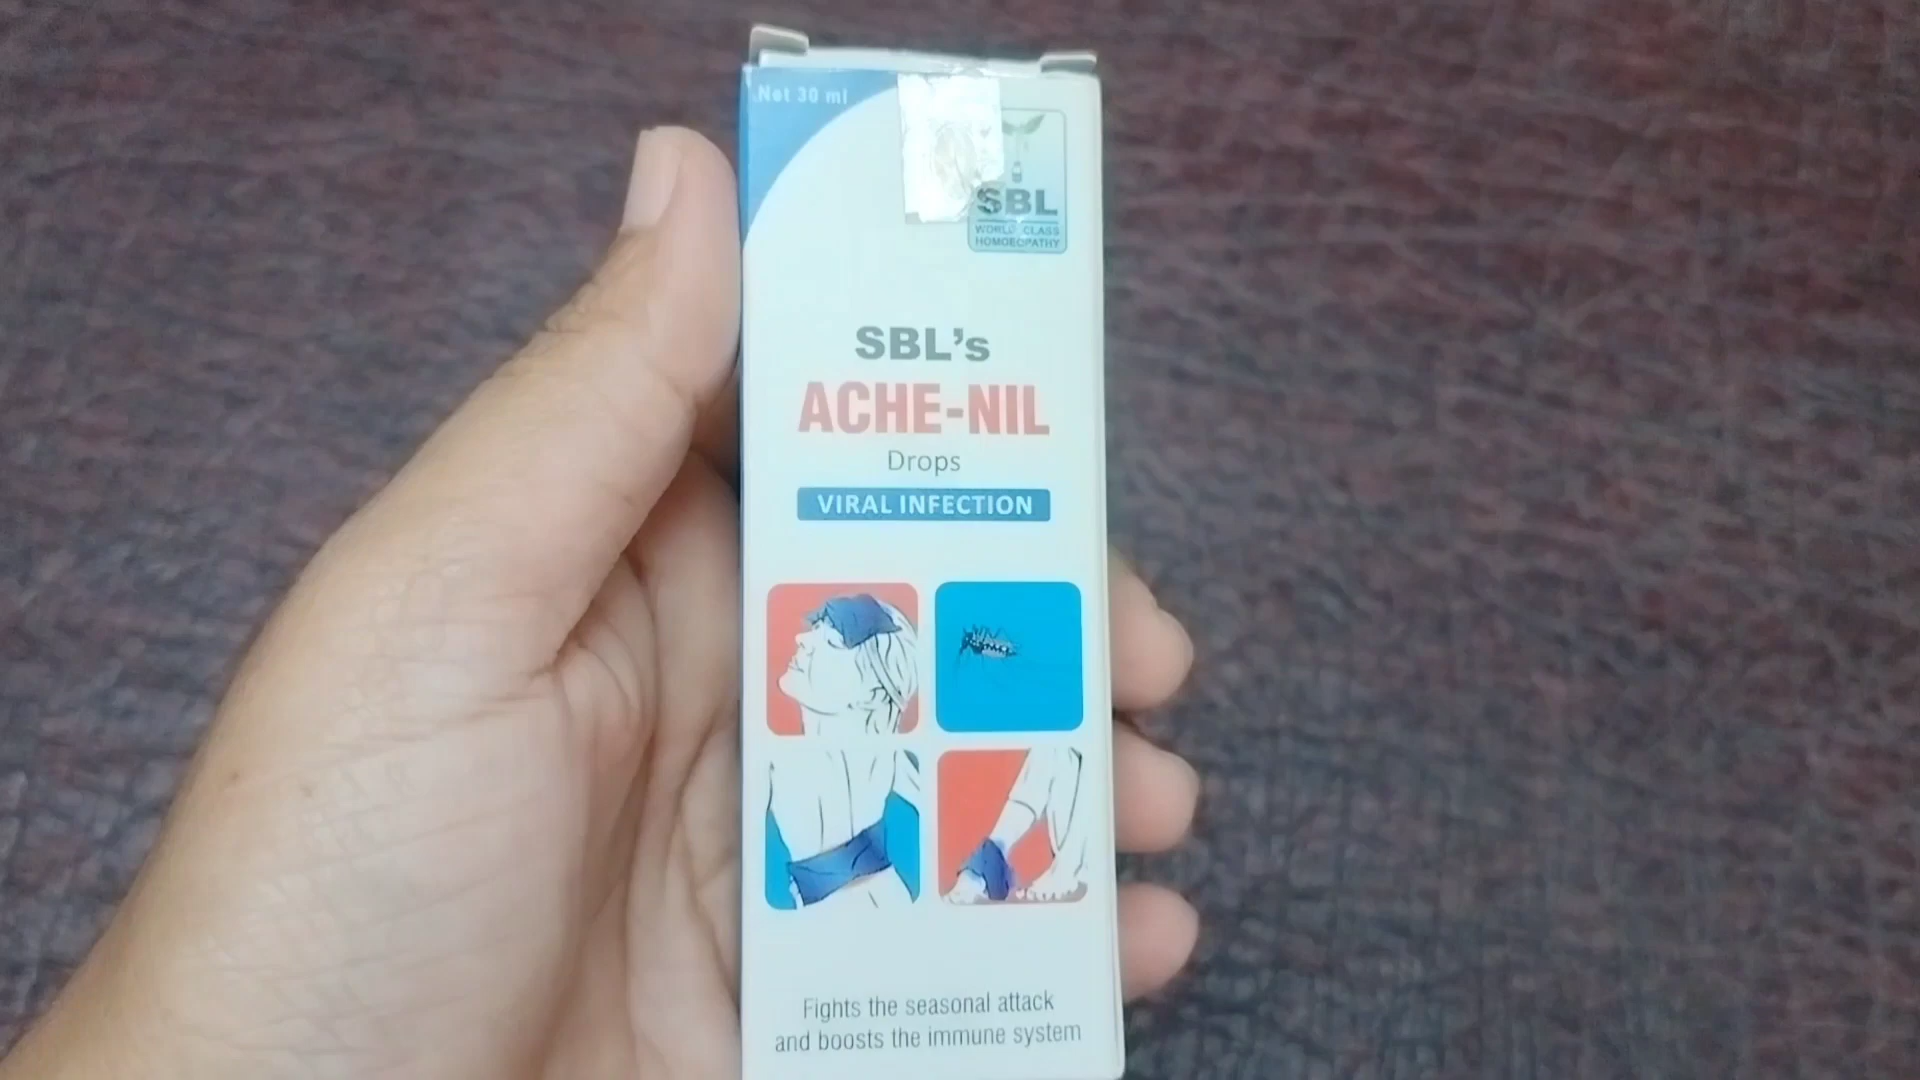 Net 30 ml
SBL
WORLD CLASS
HOMOEOPATHY
SBL's
ACHE-NIL
Drops
VIRAL INFECTION
Fights the seasonal attack
and boosts the immune system